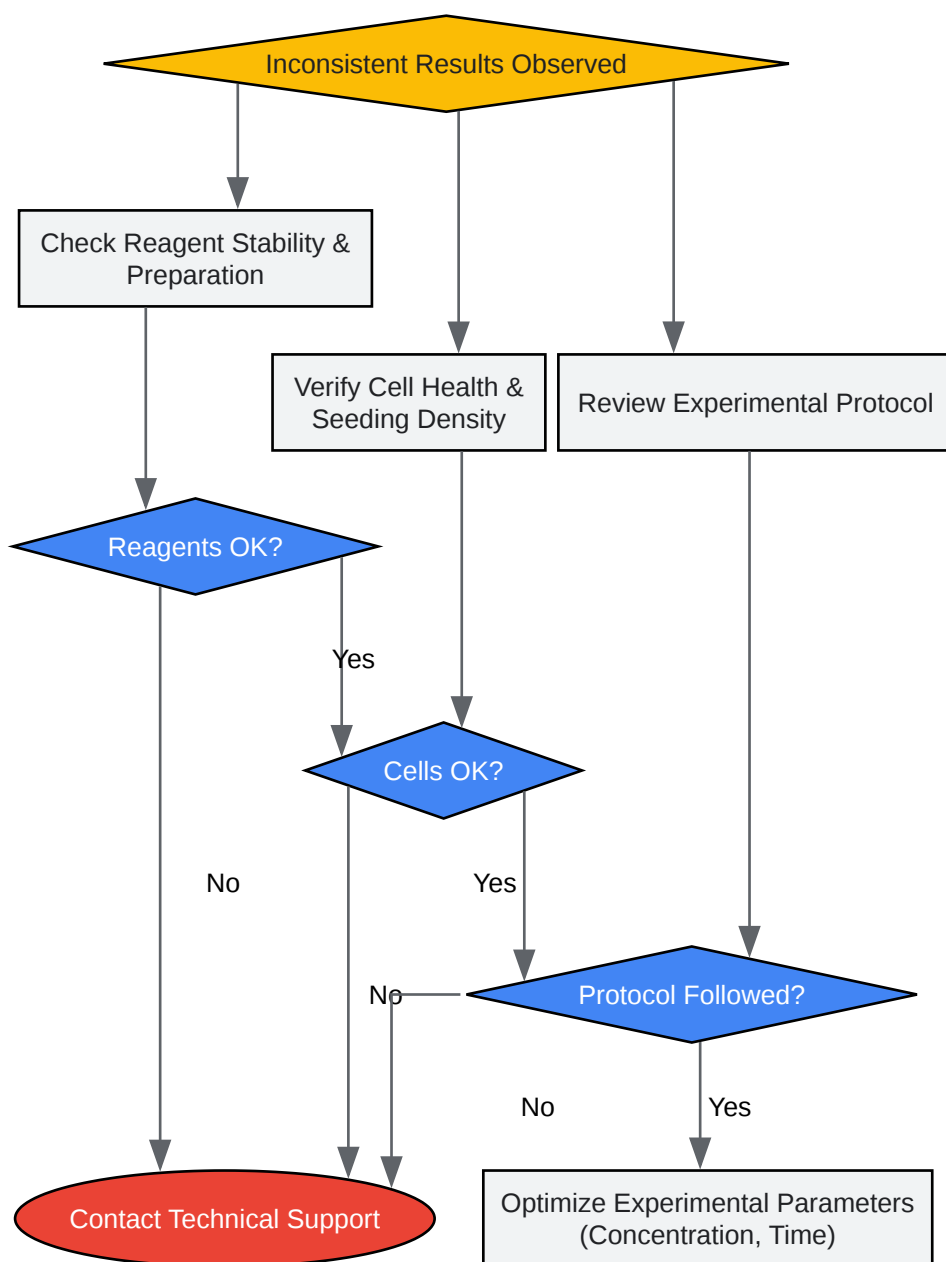 Inconsistent Results Observed
Check Reagent Stability &
Preparation
Verify Cell Health &
Seeding Density
Review Experimental Protocol
Reagents OK?
Yes
Cells OK?
No
Yes
No
Protocol Followed?
No
Yes
Contact Technical Support
Optimize Experimental Parameters
(Concentration, Time)